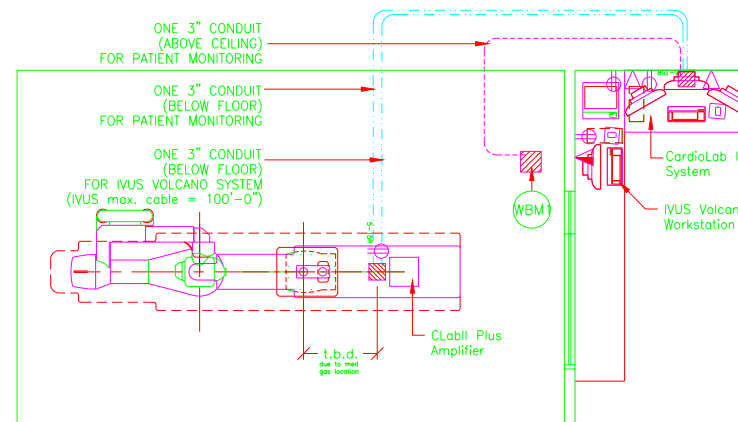 ONE 3" CONDUIT
(ABOVE CEILING)
FOR PATIENT MONITORING
ONE 3" CONDUIT
(BELOW FLOOR)
FOR PATIENT MONITORING
ONE 3" CONDUIT
(BELOW FLOOR)
FOR IVUS VOLCANO SYSTEM
(IVUS max. cable = 100'-0")
WBM1
CardioLab
System
IVUS Volcan
Workstation
CLabII Plus
Amplifier
t.b.d.
due to med
gas location